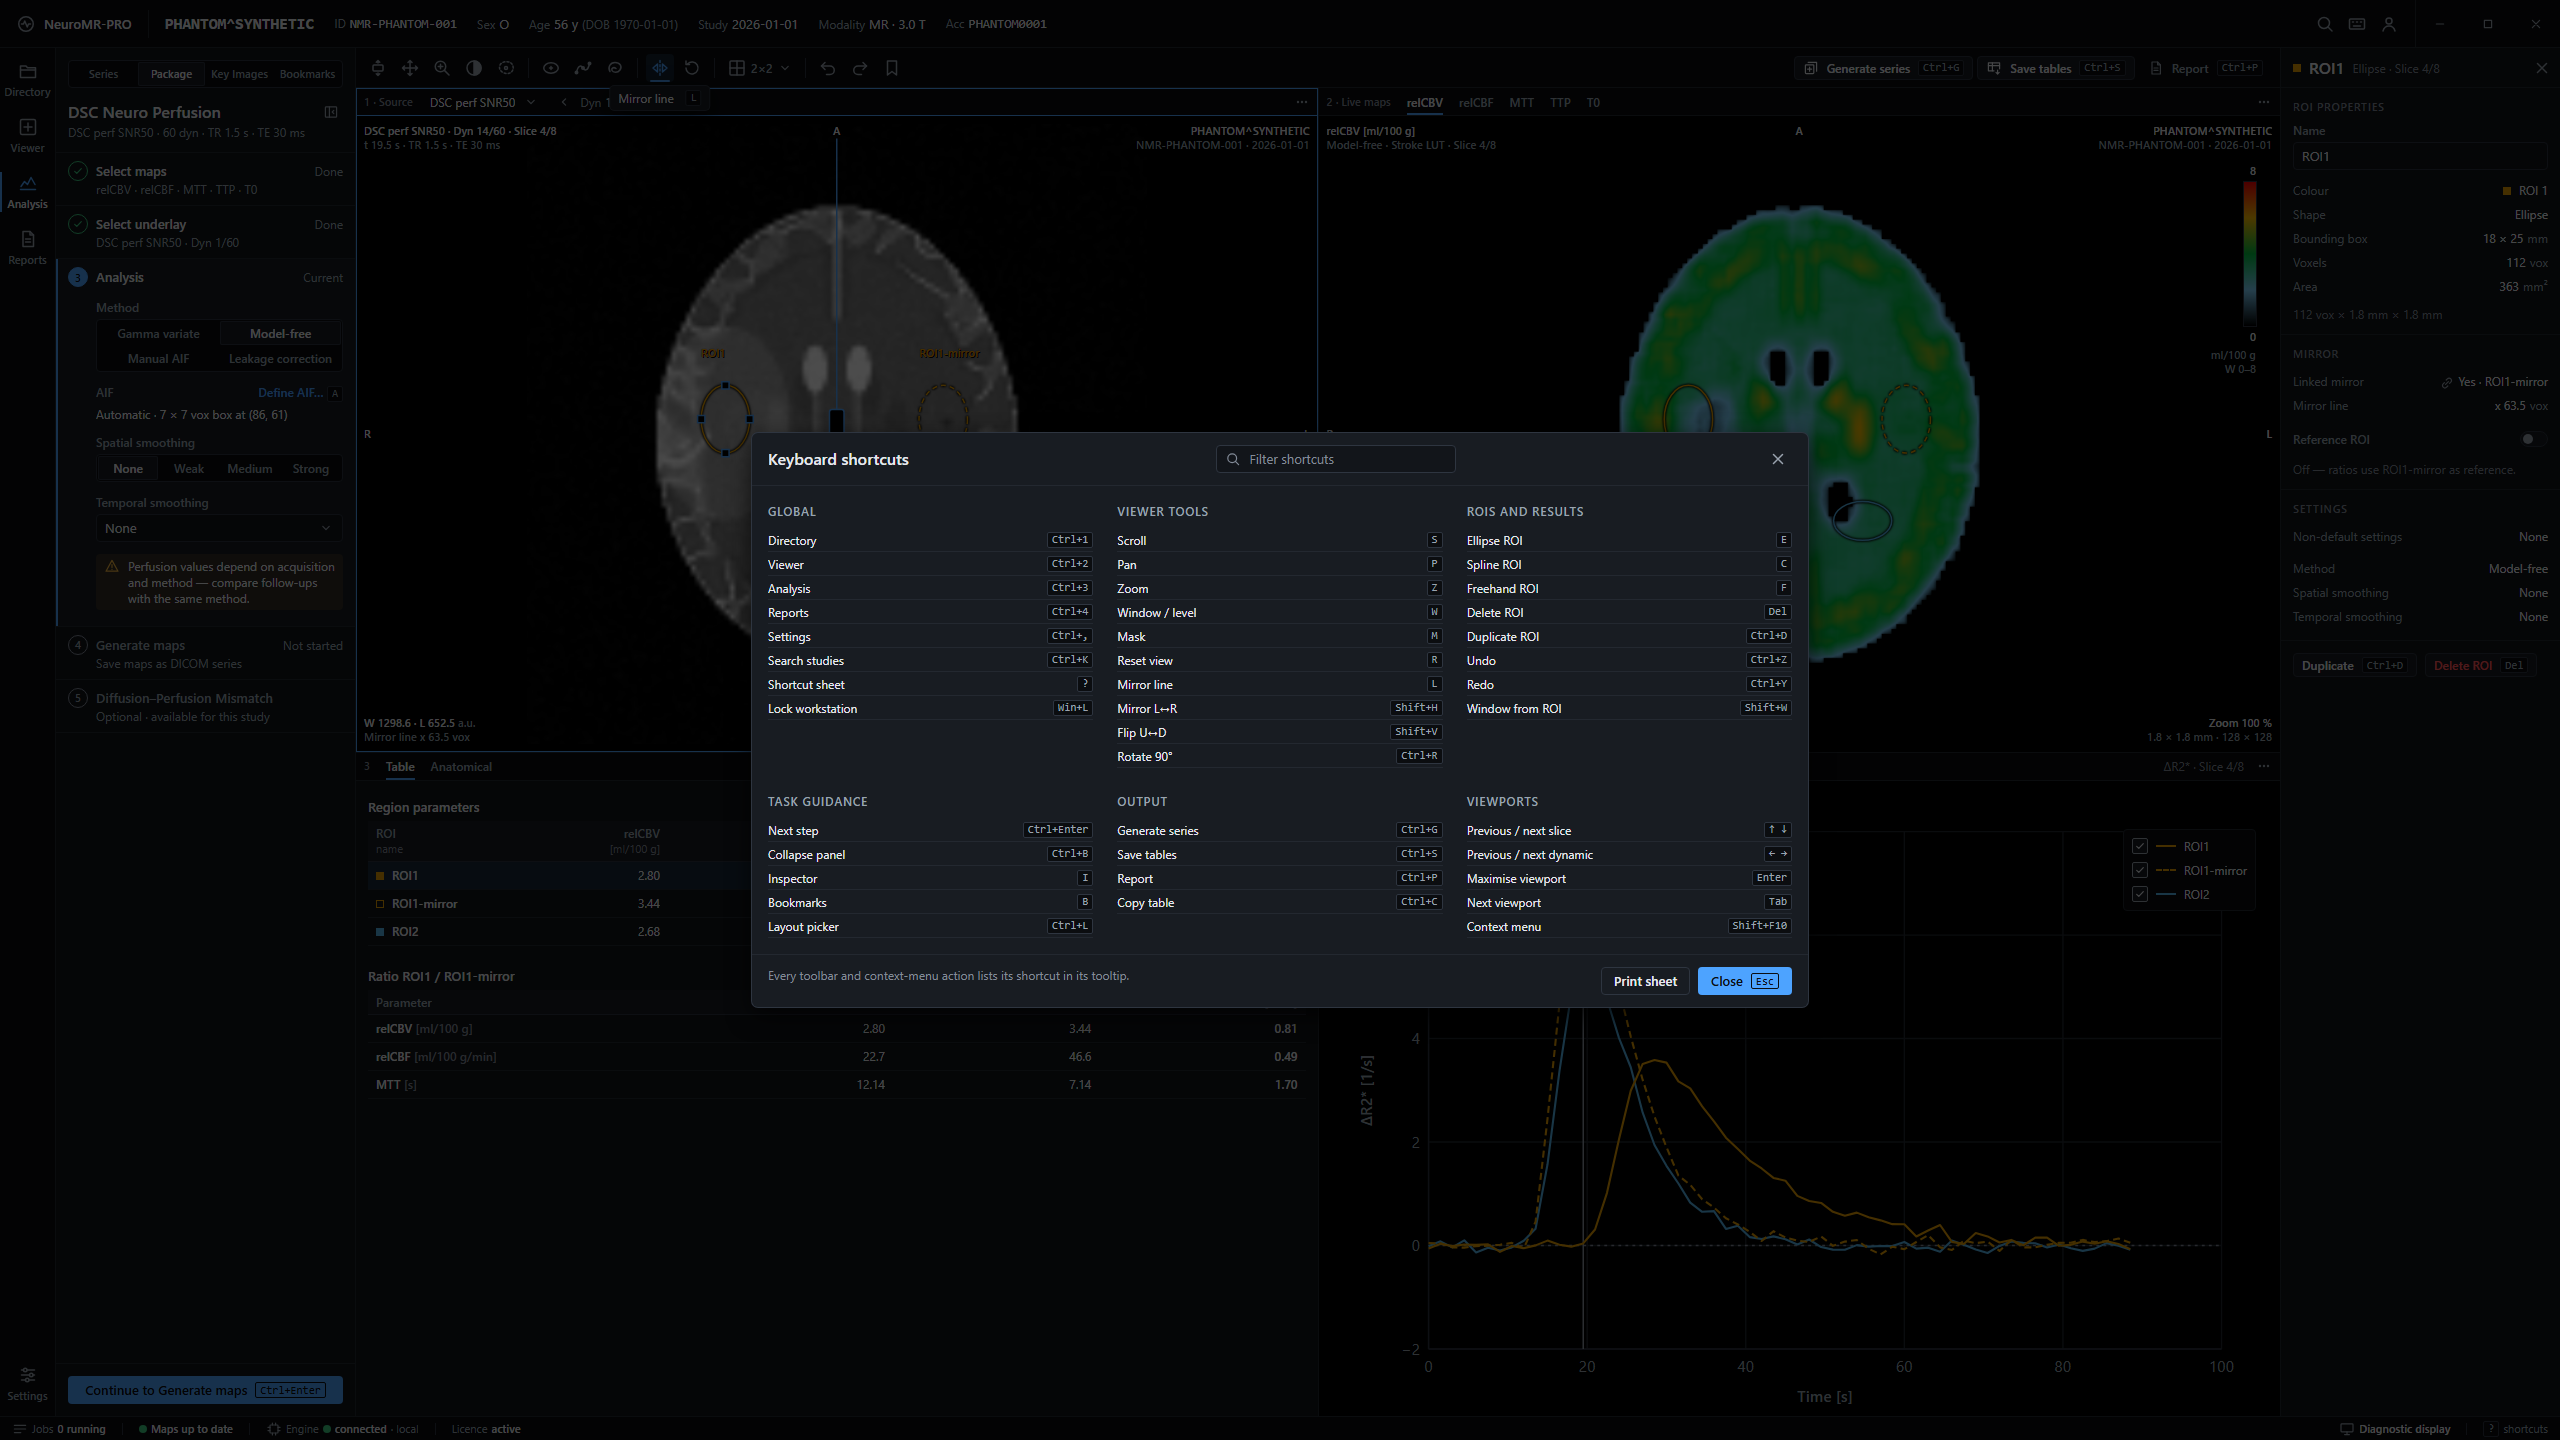 NeuroMR-PRO PHANTOM^SYNTHETIC ID NMR-PHANTOM-001 Sex O Age 56 y (DOB 1970-01-01) Study 2026-01-01 Modality MR · 3.0 T Acc PHANTOM0001
Directory
Viewer
Analysis
Reports
Settings
Series Package Key Images Bookmarks
DSC Neuro Perfusion
DSC perf SNR50 · 60 dyn · TR 1.5 s · TE 30 ms
Select maps Done
relCBV · relCBF · MTT · TTP · T0
Select underlay Done
DSC perf SNR50 · Dyn 1/60
3 Analysis Current
Method
Gamma variate Model-free
Manual AIF Leakage correction
AIF Define AIF... A
Automatic · 7 × 7 vox box at (86, 61)
Spatial smoothing
None Weak Medium Strong
Temporal smoothing
None
Perfusion values depend on acquisition
and method — compare follow-ups
with the same method.
4 Generate maps Not started
Save maps as DICOM series
5 Diffusion–Perfusion Mismatch
Optional · available for this study
Continue to Generate maps Ctrl+Enter
2×2
Generate series Ctrl+G Save tables Ctrl+S Report Ctrl+P
1 · Source DSC perf SNR50 Dyn 1
Mirror line L
DSC perf SNR50 · Dyn 14/60 · Slice 4/8
t 19.5 s · TR 1.5 s · TE 30 ms
A
PHANTOM^SYNTHETIC
NMR-PHANTOM-001 · 2026-01-01
ROI1
ROI1-mirror
R
W 1298.6 · L 652.5 a.u.
Mirror line x 63.5 vox
2 · Live maps relCBV relCBF MTT TTP T0
relCBV [ml/100 g]
Model-free · Stroke LUT · Slice 4/8
A
PHANTOM^SYNTHETIC
NMR-PHANTOM-001 · 2026-01-01
8
0
ml/100 g
W 0–8
L
Zoom 100 %
1.8 × 1.8 mm · 128 × 128
Keyboard shortcuts
Filter shortcuts
GLOBAL
Directory Ctrl+1
Viewer Ctrl+2
Analysis Ctrl+3
Reports Ctrl+4
Settings Ctrl+,
Search studies Ctrl+K
Shortcut sheet ?
Lock workstation Win+L
VIEWER TOOLS
Scroll S
Pan P
Zoom Z
Window / level W
Mask M
Reset view R
Mirror line L
Mirror L↔R Shift+H
Flip U↔D Shift+V
Rotate 90° Ctrl+R
ROIS AND RESULTS
Ellipse ROI E
Spline ROI C
Freehand ROI F
Delete ROI Del
Duplicate ROI Ctrl+D
Undo Ctrl+Z
Redo Ctrl+Y
Window from ROI Shift+W
TASK GUIDANCE
Next step Ctrl+Enter
Collapse panel Ctrl+B
Inspector I
Bookmarks B
Layout picker Ctrl+L
OUTPUT
Generate series Ctrl+G
Save tables Ctrl+S
Report Ctrl+P
Copy table Ctrl+C
VIEWPORTS
Previous / next slice ↑ ↓
Previous / next dynamic ← →
Maximise viewport Enter
Next viewport Tab
Context menu Shift+F10
Every toolbar and context-menu action lists its shortcut in its tooltip.
Print sheet Close Esc
3 Table Anatomical
Region parameters
ROI relCBV
name [ml/100 g]
ROI1 2.80
ROI1-mirror 3.44
ROI2 2.68
Ratio ROI1 / ROI1-mirror
Parameter
relCBV [ml/100 g] 2.80 3.44 0.81
relCBF [ml/100 g/min] 22.7 46.6 0.49
MTT [s] 12.14 7.14 1.70
ΔR2* · Slice 4/8
ROI1
ROI1-mirror
ROI2
ΔR2* [1/s]
4
2
0
−2
0 20 40 60 80 100
Time [s]
ROI1 Ellipse · Slice 4/8
ROI PROPERTIES
Name
ROI1
Colour ROI 1
Shape Ellipse
Bounding box 18 × 25 mm
Voxels 112 vox
Area 363 mm²
112 vox × 1.8 mm × 1.8 mm
MIRROR
Linked mirror Yes · ROI1-mirror
Mirror line x 63.5 vox
Reference ROI
Off — ratios use ROI1-mirror as reference.
SETTINGS
Non-default settings None
Method Model-free
Spatial smoothing None
Temporal smoothing None
Duplicate Ctrl+D Delete ROI Del
Jobs 0 running Maps up to date Engine connected · local Licence active
Diagnostic display ? shortcuts